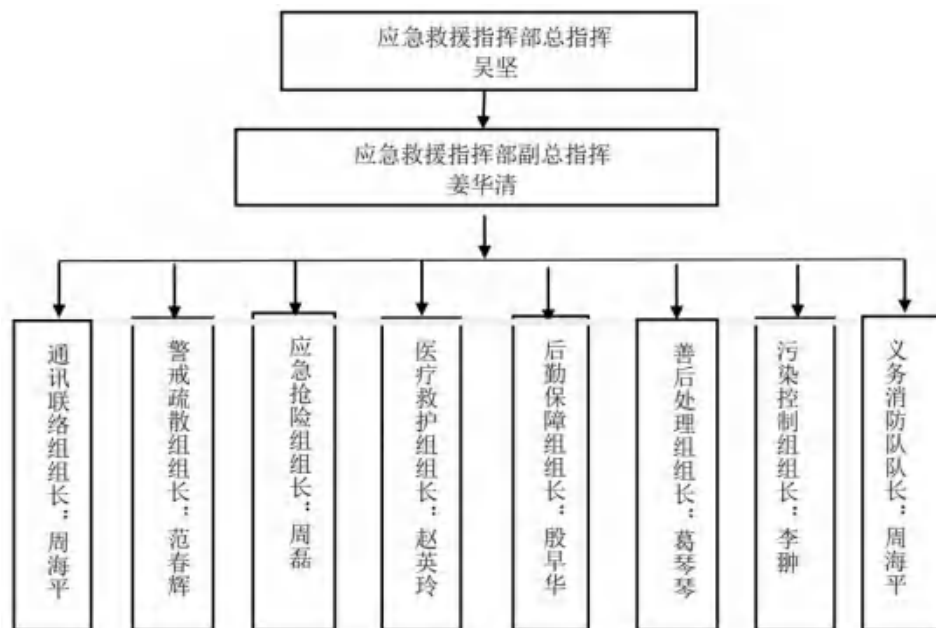 应急救援指挥部总指挥
吴坚
应急救援指挥部副总指挥
姜华清
通讯联络组组长：周海平
警戒疏散组组长：范春辉
应急抢险组组长：周磊
医疗救护组组长：赵英玲
后勤保障组组长：殷早华
善后处理组组长：葛琴琴
污染控制组组长：李翀
义务消防队队长：周海平